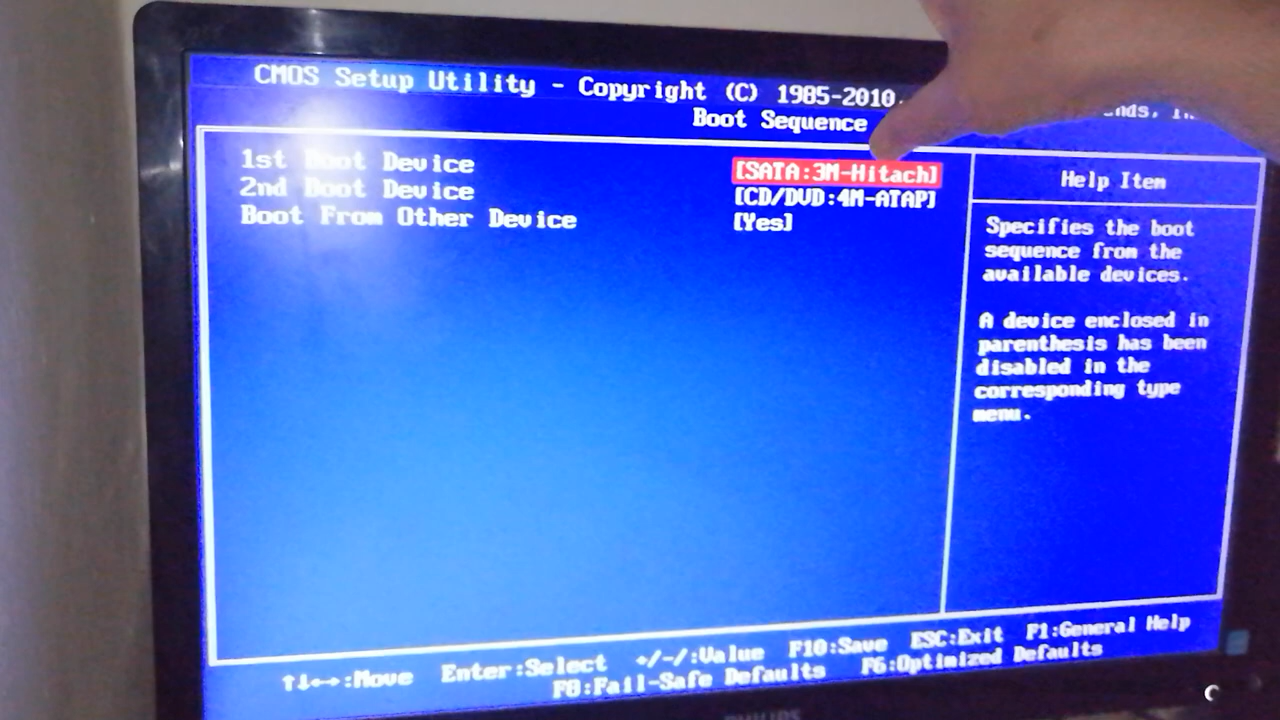 CMOS Setup Utility - Copyright (C) 1985-2010,
Boot Sequence
1st Boot Device [SATA:3M-Hitach]
2nd Boot Device [CD/DVD:4M-ATAP]
Boot From Other Device [Yes]
Help Item
Specifies the boot
sequence from the
available devices.
A device enclosed in
parenthesis has been
disabled in the
corresponding type
menu.
↑↓←→:Move Enter:Select +/-/:Value F10:Save ESC:Exit F1:General Help
F8:Fail-Safe Defaults F6:Optimized Defaults
PHILIPS